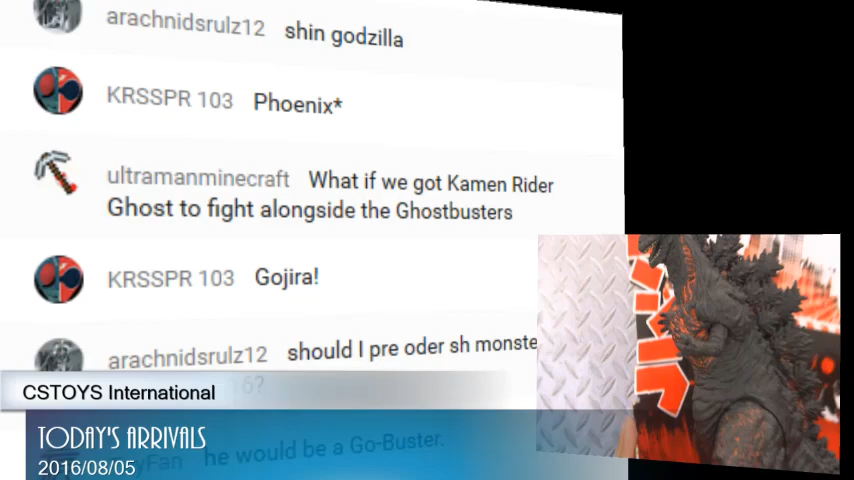 arachnidsrulz12 shin godzilla
KRSSPR 103 Phoenix*
ultramanminecraft What if we got Kamen Rider
Ghost to fight alongside the Ghostbusters
KRSSPR 103 Gojira!
arachnidsrulz12 should I pre oder sh monste
6?
CSTOYS International
TODAY'S ARRIVALS
he would be a Go-Buster.
2016/08/05